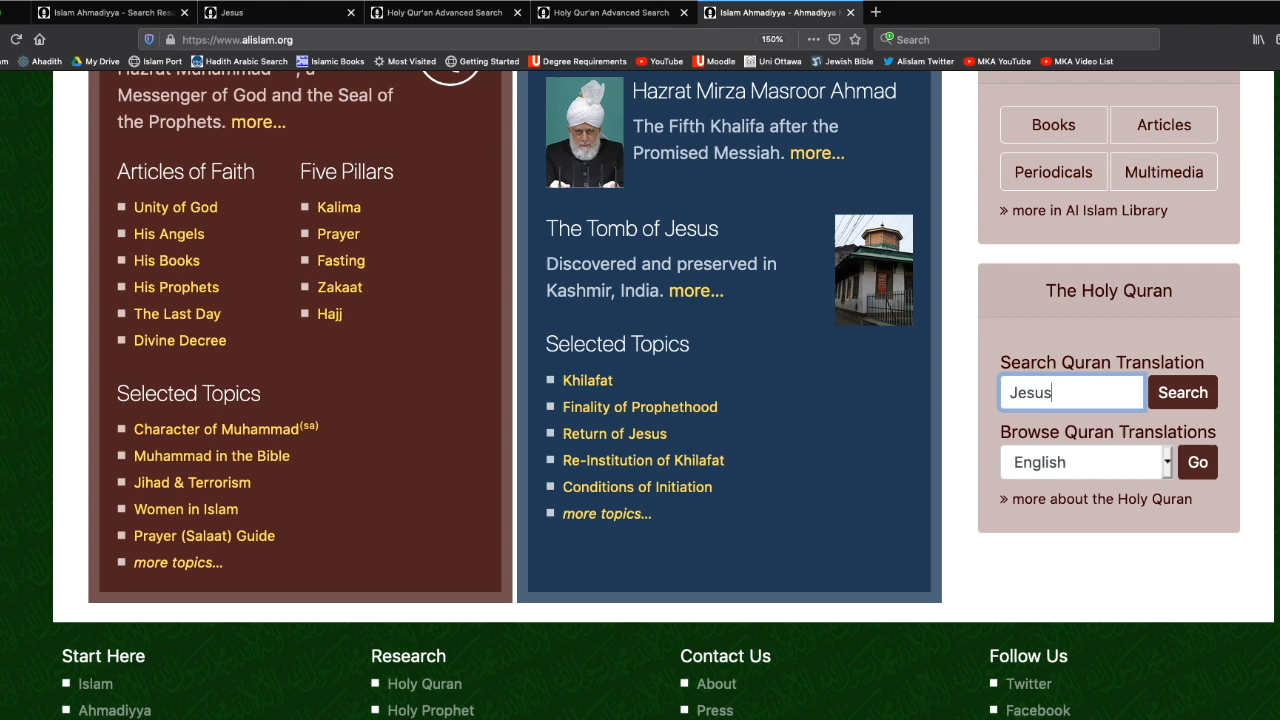 Islam Ahmadiyya - Search Resu
Jesus
Holy Qur'an Advanced Search
Holy Qur'an Advanced Search
Islam Ahmadiyya - Ahmadiyya
https://www.alislam.org
150%
Search
Ahadith
My Drive
Islam Port
Hadith Arabic Search
Islamic Books
Most Visited
Getting Started
Degree Requirements
YouTube
Moodle
Uni Ottawa
Jewish Bible
Alislam Twitter
MKA YouTube
MKA Video List
Messenger of God and the Seal of
the Prophets. more...
Articles of Faith
Unity of God
His Angels
His Books
His Prophets
The Last Day
Divine Decree
Five Pillars
Kalima
Prayer
Fasting
Zakaat
Hajj
Selected Topics
Character of Muhammad(sa)
Muhammad in the Bible
Jihad & Terrorism
Women in Islam
Prayer (Salaat) Guide
more topics...
Hazrat Mirza Masroor Ahmad
The Fifth Khalifa after the
Promised Messiah. more...
The Tomb of Jesus
Discovered and preserved in
Kashmir, India. more...
Selected Topics
Khilafat
Finality of Prophethood
Return of Jesus
Re-Institution of Khilafat
Conditions of Initiation
more topics...
Books
Articles
Periodicals
Multimedia
» more in Al Islam Library
The Holy Quran
Search Quran Translation
Jesus
Search
Browse Quran Translations
English
Go
» more about the Holy Quran
Start Here
Islam
Ahmadiyya
Research
Holy Quran
Holy Prophet
Contact Us
About
Press
Follow Us
Twitter
Facebook